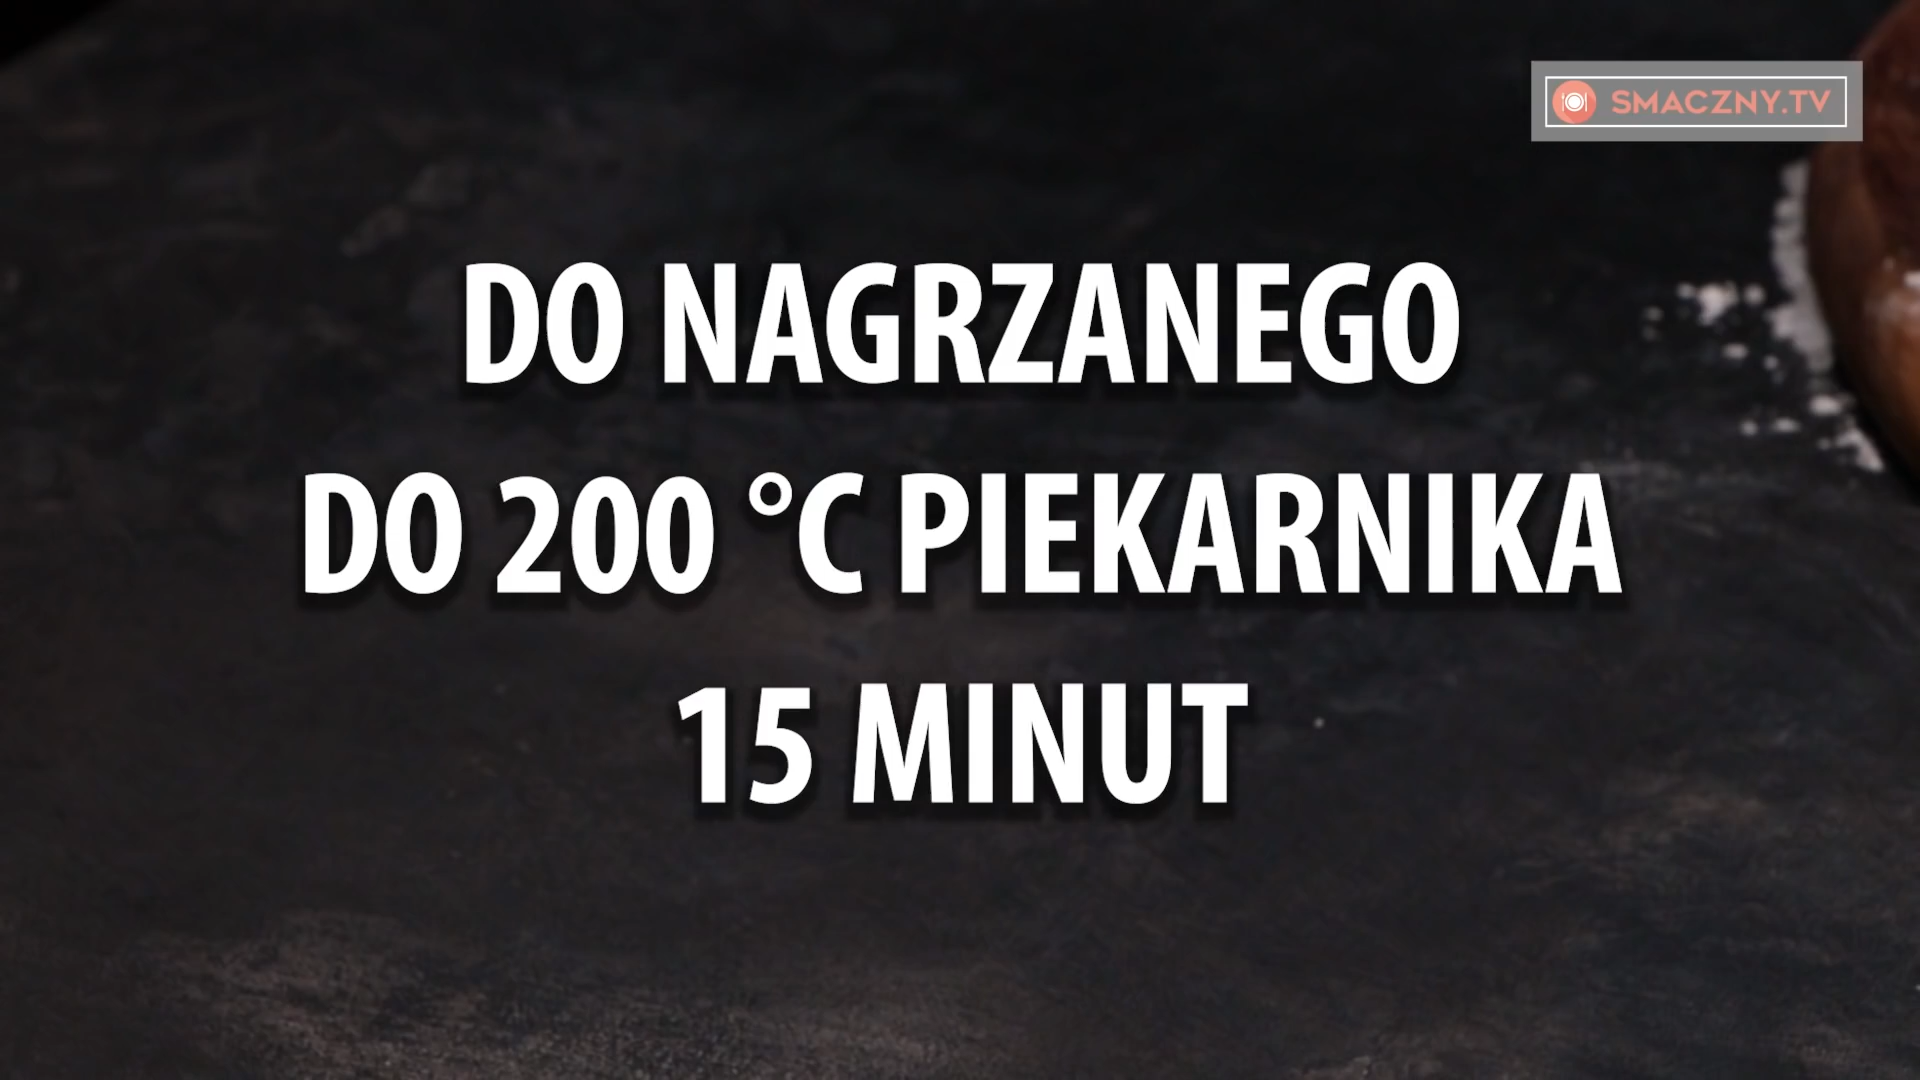 SMACZNY.TV
DO NAGRZANEGO
DO 200 °C PIEKARNIKA
15 MINUT